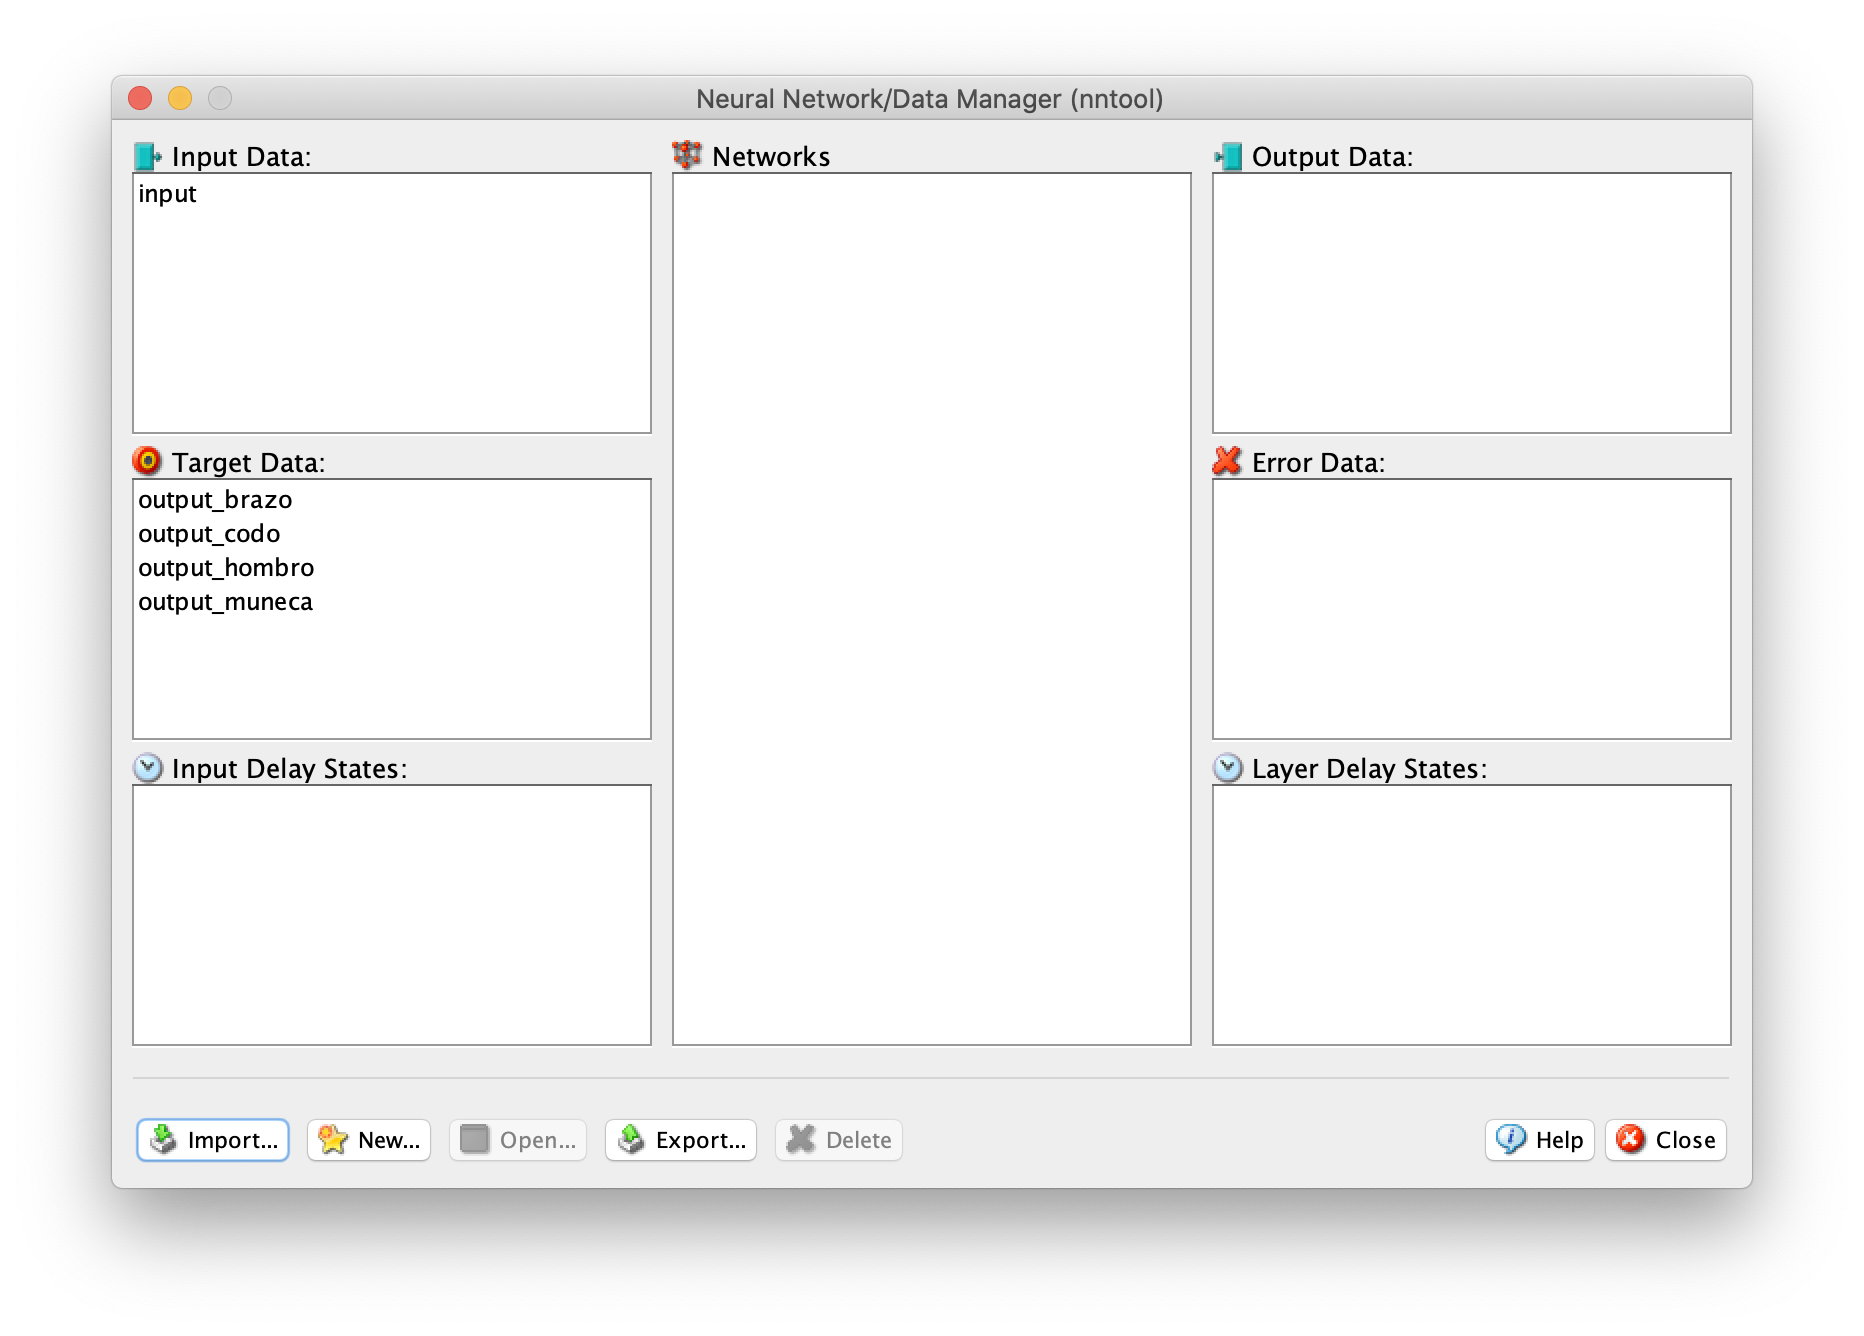 Neural Network/Data Manager (nntool)
Input Data:
input
Target Data:
output_brazo
output_codo
output_hombro
output_muneca
Input Delay States:
Networks
Output Data:
Error Data:
Layer Delay States:
Import...
New...
Open...
Export...
Delete
Help
Close